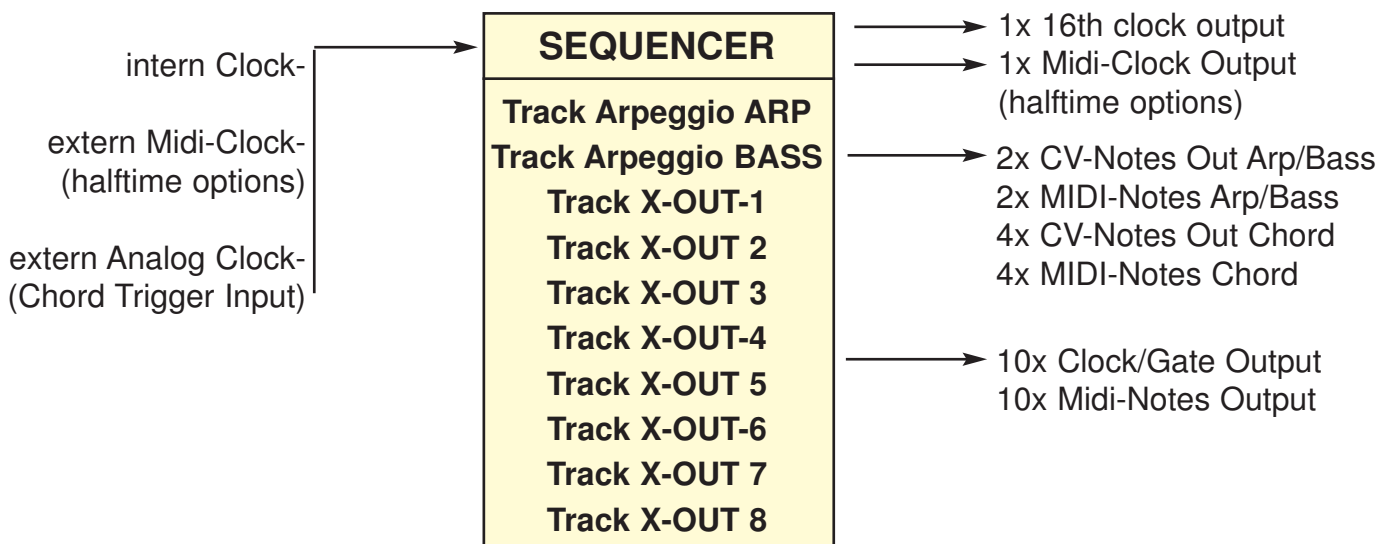 intern Clock-
extern Midi-Clock-
(halftime options)
extern Analog Clock-
(Chord Trigger Input)
SEQUENCER
Track Arpeggio ARP
Track Arpeggio BASS
Track X-OUT-1
Track X-OUT 2
Track X-OUT 3
Track X-OUT-4
Track X-OUT 5
Track X-OUT-6
Track X-OUT 7
Track X-OUT 8
1x 16th clock output
1x Midi-Clock Output
(halftime options)
2x CV-Notes Out Arp/Bass
2x MIDI-Notes Arp/Bass
4x CV-Notes Out Chord
4x MIDI-Notes Chord
10x Clock/Gate Output
10x Midi-Notes Output